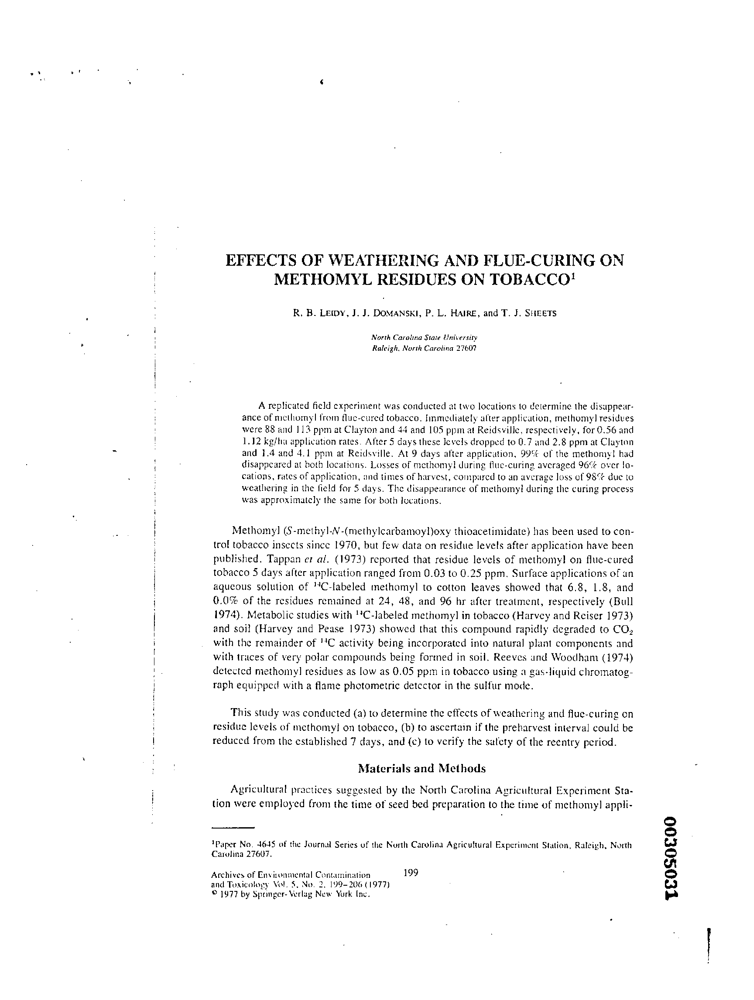 EFFECTS OF WEATHERING AND FLUE-CURING ON
METHOMYL RESIDUES ON TOBACCO¹
R. B. LEIDY, J. J. DOMANSKI, P. L. HAIRE, and T. J. SHEETS
North Carolina State University
Raleigh, North Carolina 27607
A replicated field experiment was conducted at two locations to determine the disappear-
ance of methomyl from flue-cured tobacco. Immediately after application, methomyl residues
were 88 and 113 ppm at Clayton and 44 and 105 ppm at Reidsville, respectively, for 0.56 and
1.12 kg/ha application rates. After 5 days these levels dropped to 0.7 and 2.8 ppm at Clayton
and 1.4 and 4.1 ppm at Reidsville. At 9 days after application, 99% of the methomyl had
disappeared at both locations. Losses of methomyl during flue-curing averaged 96% over lo-
cations, rates of application, and times of harvest, compared to an average loss of 98% due to
weathering in the field for 5 days. The disappearance of methomyl during the curing process
was approximately the same for both locations.
Methomyl (S-methyl-N-(methylcarbamoyl)oxy thioacetimidate) has been used to con-
trol tobacco insects since 1970, but few data on residue levels after application have been
published. Tappan et al. (1973) reported that residue levels of methomyl on flue-cured
tobacco 5 days after application ranged from 0.03 to 0.25 ppm. Surface applications of an
aqueous solution of ¹⁴C-labeled methomyl to cotton leaves showed that 6.8, 1.8, and
0.0% of the residues remained at 24, 48, and 96 hr after treatment, respectively (Bull
1974). Metabolic studies with ¹⁴C-labeled methomyl in tobacco (Harvey and Reiser 1973)
and soil (Harvey and Pease 1973) showed that this compound rapidly degraded to CO₂
with the remainder of ¹⁴C activity being incorporated into natural plant components and
with traces of very polar compounds being formed in soil. Reeves and Woodham (1974)
detected methomyl residues as low as 0.05 ppm in tobacco using a gas-liquid chromatog-
raph equipped with a flame photometric detector in the sulfur mode.
This study was conducted (a) to determine the effects of weathering and flue-curing on
residue levels of methomyl on tobacco, (b) to ascertain if the preharvest interval could be
reduced from the established 7 days, and (c) to verify the safety of the reentry period.
Materials and Methods
Agricultural practices suggested by the North Carolina Agricultural Experiment Sta-
tion were employed from the time of seed bed preparation to the time of methomyl appli-
¹Paper No. 4645 of the Journal Series of the North Carolina Agricultural Experiment Station, Raleigh, North
Carolina 27607.
Archives of Environmental Contamination 199
and Toxicology Vol. 5, No. 2, 199–206 (1977)
© 1977 by Springer-Verlag New York Inc.
00305031